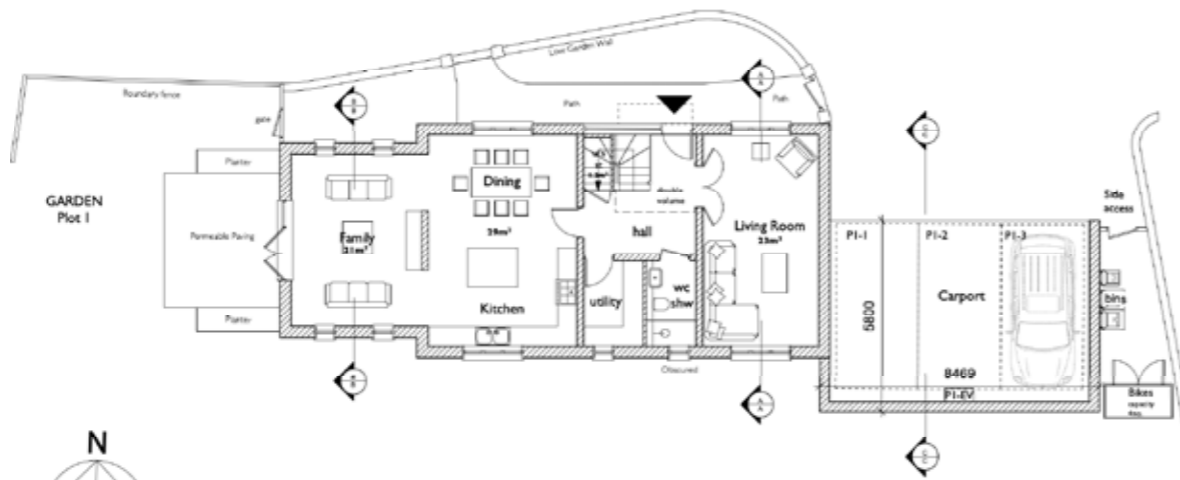 Low Garden Wall
Boundary fence
Path
Path
gate
Planter
GARDEN
Plot 1
Permeable Paving
Planter
Dining
29m²
Family
21m²
Kitchen
double
volume
hall
utility
wc
shw
Living Room
23m²
Obscured
Side
access
P1-1
P1-2
P1-3
Carport
5800
8469
P1-EV
bins
Bikes
capacity
N